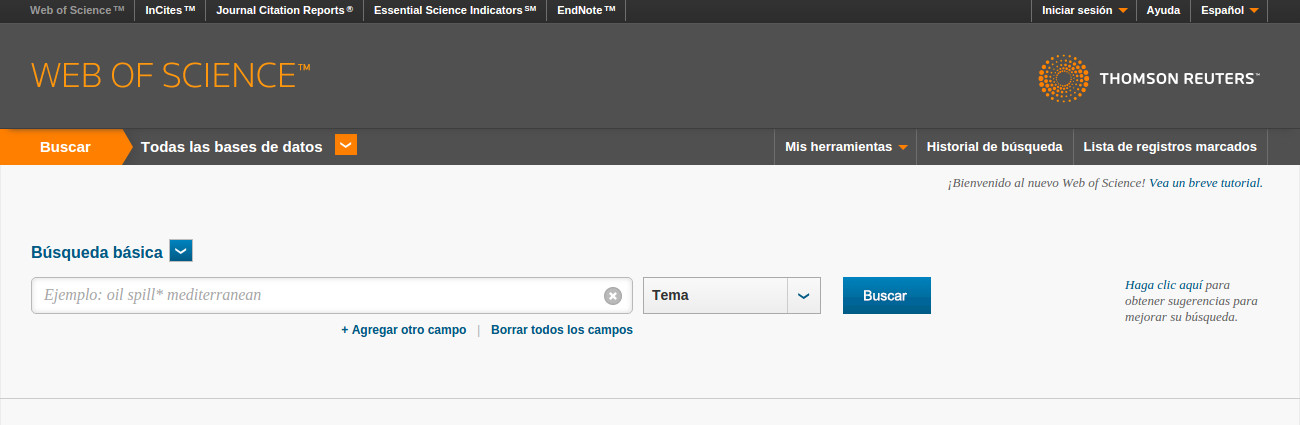 Web of Science™ InCites™ Journal Citation Reports® Essential Science Indicators℠ EndNote™ Iniciar sesión Ayuda Español
WEB OF SCIENCE™
THOMSON REUTERS™
Buscar Todas las bases de datos Mis herramientas Historial de búsqueda Lista de registros marcados
¡Bienvenido al nuevo Web of Science! Vea un breve tutorial.
Búsqueda básica
Ejemplo: oil spill* mediterranean Tema Buscar
Haga clic aquí para
obtener sugerencias para
mejorar su búsqueda.
+ Agregar otro campo | Borrar todos los campos